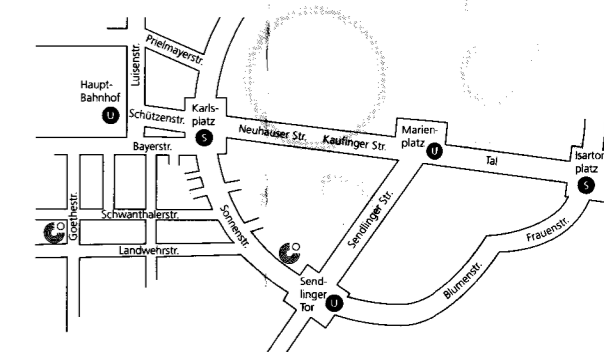 Prielmayerstr.
Luisenstr.
Haupt-
Bahnhof
U
Schützenstr.
Karls-
platz
S
Bayerstr.
Neuhauser Str.
Kaufinger Str.
Marien-
platz
U
Tal
Isartor
platz
S
Goethestr.
Schwanthalerstr.
Landwehrstr.
Sonnenstr.
Sendlinger Str.
Send-
linger
Tor
U
Blumenstr.
Frauenstr.